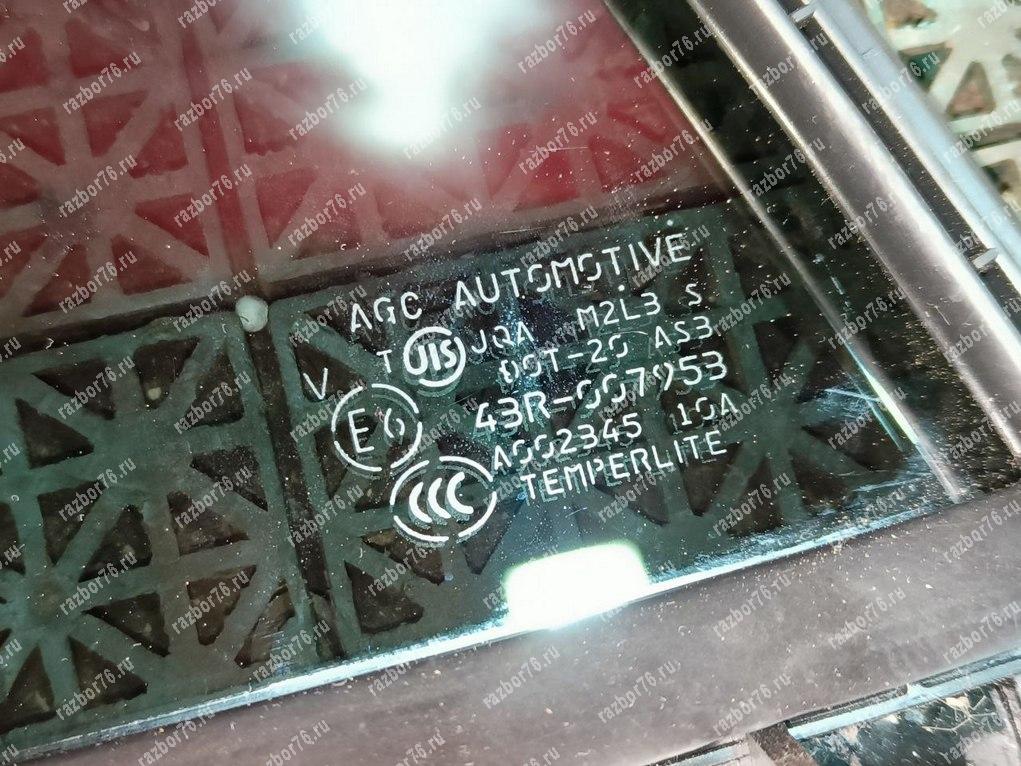 AGC AUTOMOTIVE
T JIS JQA M2L3 S
V DOT-20 AS3
E6 43R-007953
A002345 10A
CCC TEMPERLITE
razbor76.ru